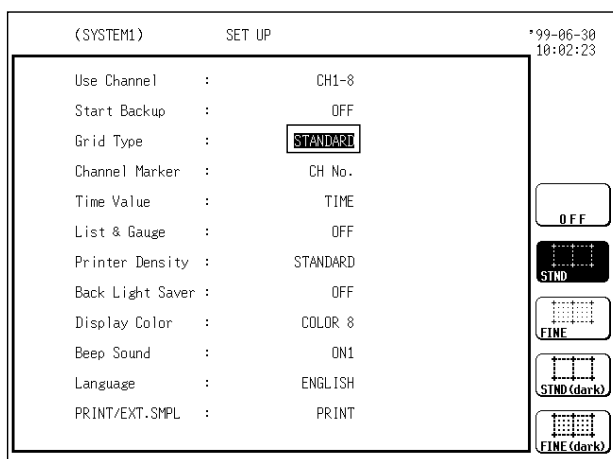 (SYSTEM1) SET UP '99-06-30
10:02:23
Use Channel : CH1-8
Start Backup : OFF
Grid Type : STANDARD
Channel Marker : CH No.
Time Value : TIME
List & Gauge : OFF
Printer Density : STANDARD
Back Light Saver : OFF
Display Color : COLOR 8
Beep Sound : ON1
Language : ENGLISH
PRINT/EXT.SMPL : PRINT
OFF
STND
FINE
STND(dark)
FINE(dark)